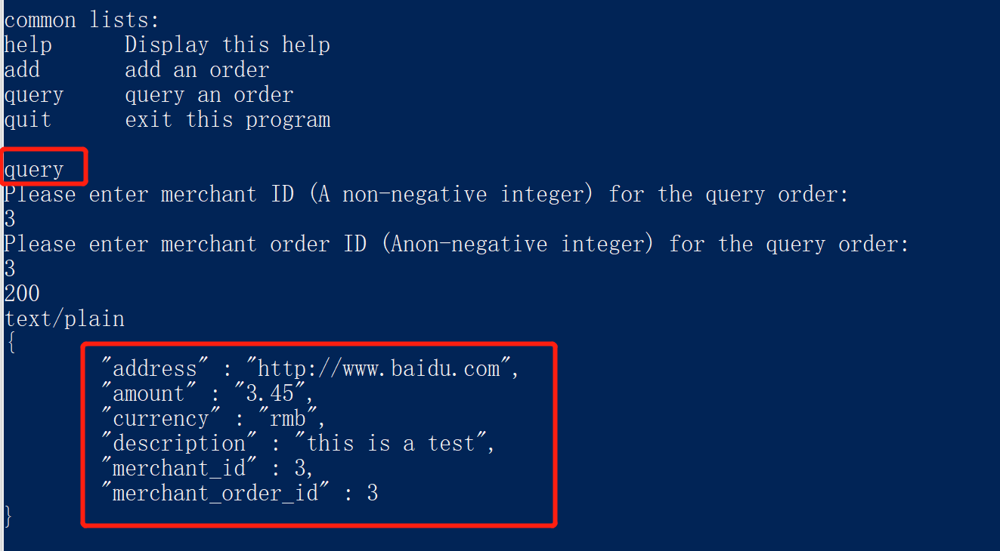 common lists:
help      Display this help
add       add an order
query     query an order
quit      exit this program
query
Please enter merchant ID (A non-negative integer) for the query order:
3
Please enter merchant order ID (Anon-negative integer) for the query order:
3
200
text/plain
{
        "address" : "http://www.baidu.com",
        "amount" : "3.45",
        "currency" : "rmb",
        "description" : "this is a test",
        "merchant_id" : 3,
        "merchant_order_id" : 3
}